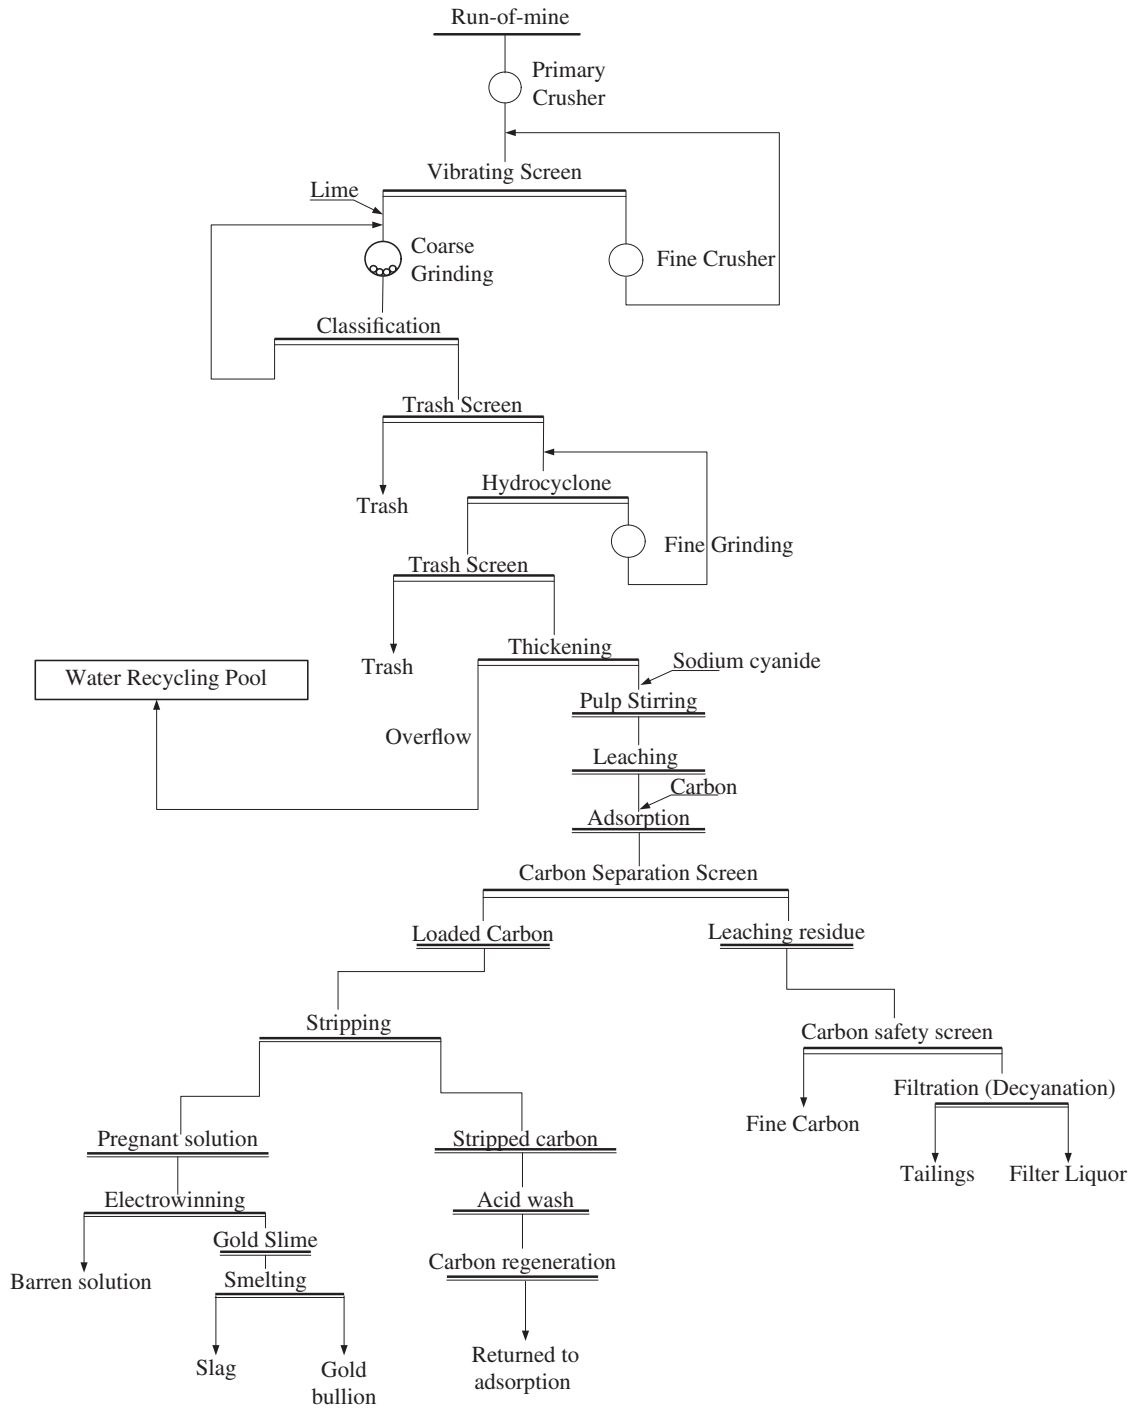 Run-of-mine
Primary
Crusher
Vibrating Screen
Lime
Coarse
Grinding
Fine Crusher
Classification
Trash Screen
Trash
Hydrocyclone
Fine Grinding
Trash Screen
Trash
Thickening
Sodium cyanide
Water Recycling Pool
Pulp Stirring
Overflow
Leaching
Carbon
Adsorption
Carbon Separation Screen
Loaded Carbon
Leaching residue
Stripping
Carbon safety screen
Filtration (Decyanation)
Fine Carbon
Pregnant solution
Stripped carbon
Tailings
Filter Liquor
Electrowinning
Acid wash
Gold Slime
Carbon regeneration
Barren solution
Smelting
Slag
Gold
bullion
Returned to
adsorption